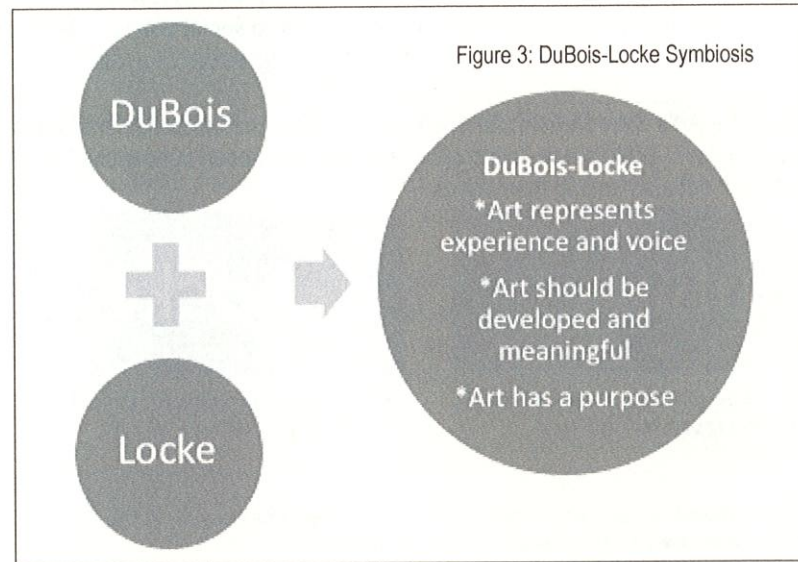 Figure 3: DuBois-Locke Symbiosis
DuBois
Locke
DuBois-Locke
*Art represents
experience and voice
*Art should be
developed and
meaningful
*Art has a purpose